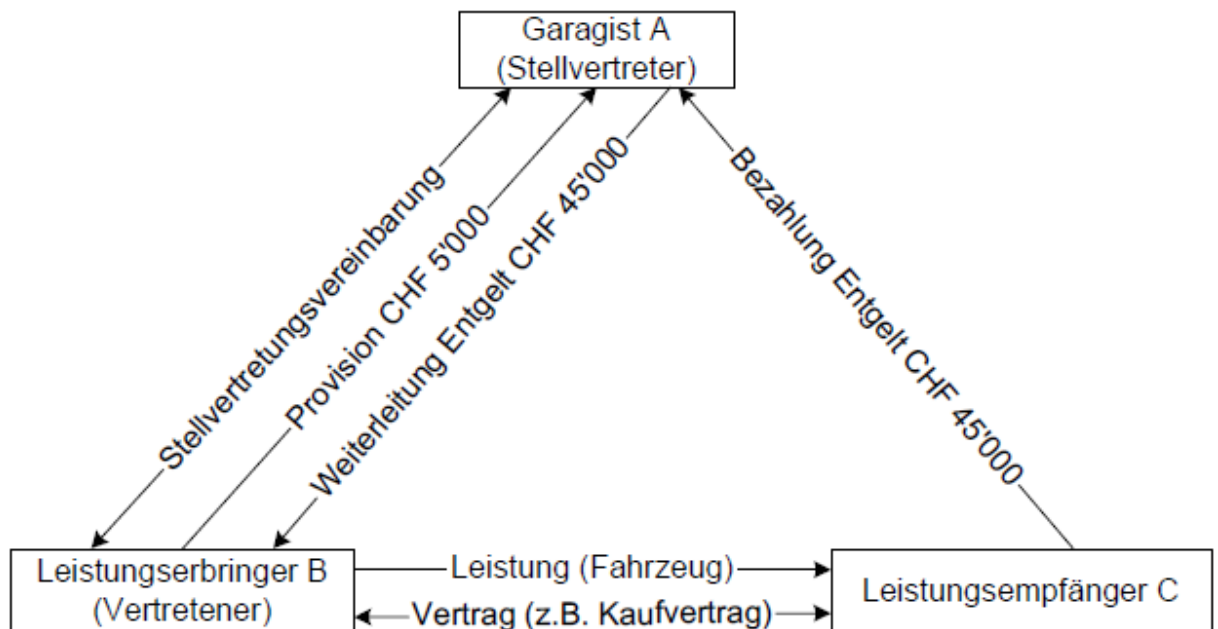 Garagist A
(Stellvertreter)
Stellvertretungsvereinbarung
Provision CHF 5'000
Weiterleitung Entgelt CHF 45'000
Bezahlung Entgelt CHF 45'000
Leistungserbringer B
(Vertretener)
Leistung (Fahrzeug)
Vertrag (z.B. Kaufvertrag)
Leistungsempfänger C